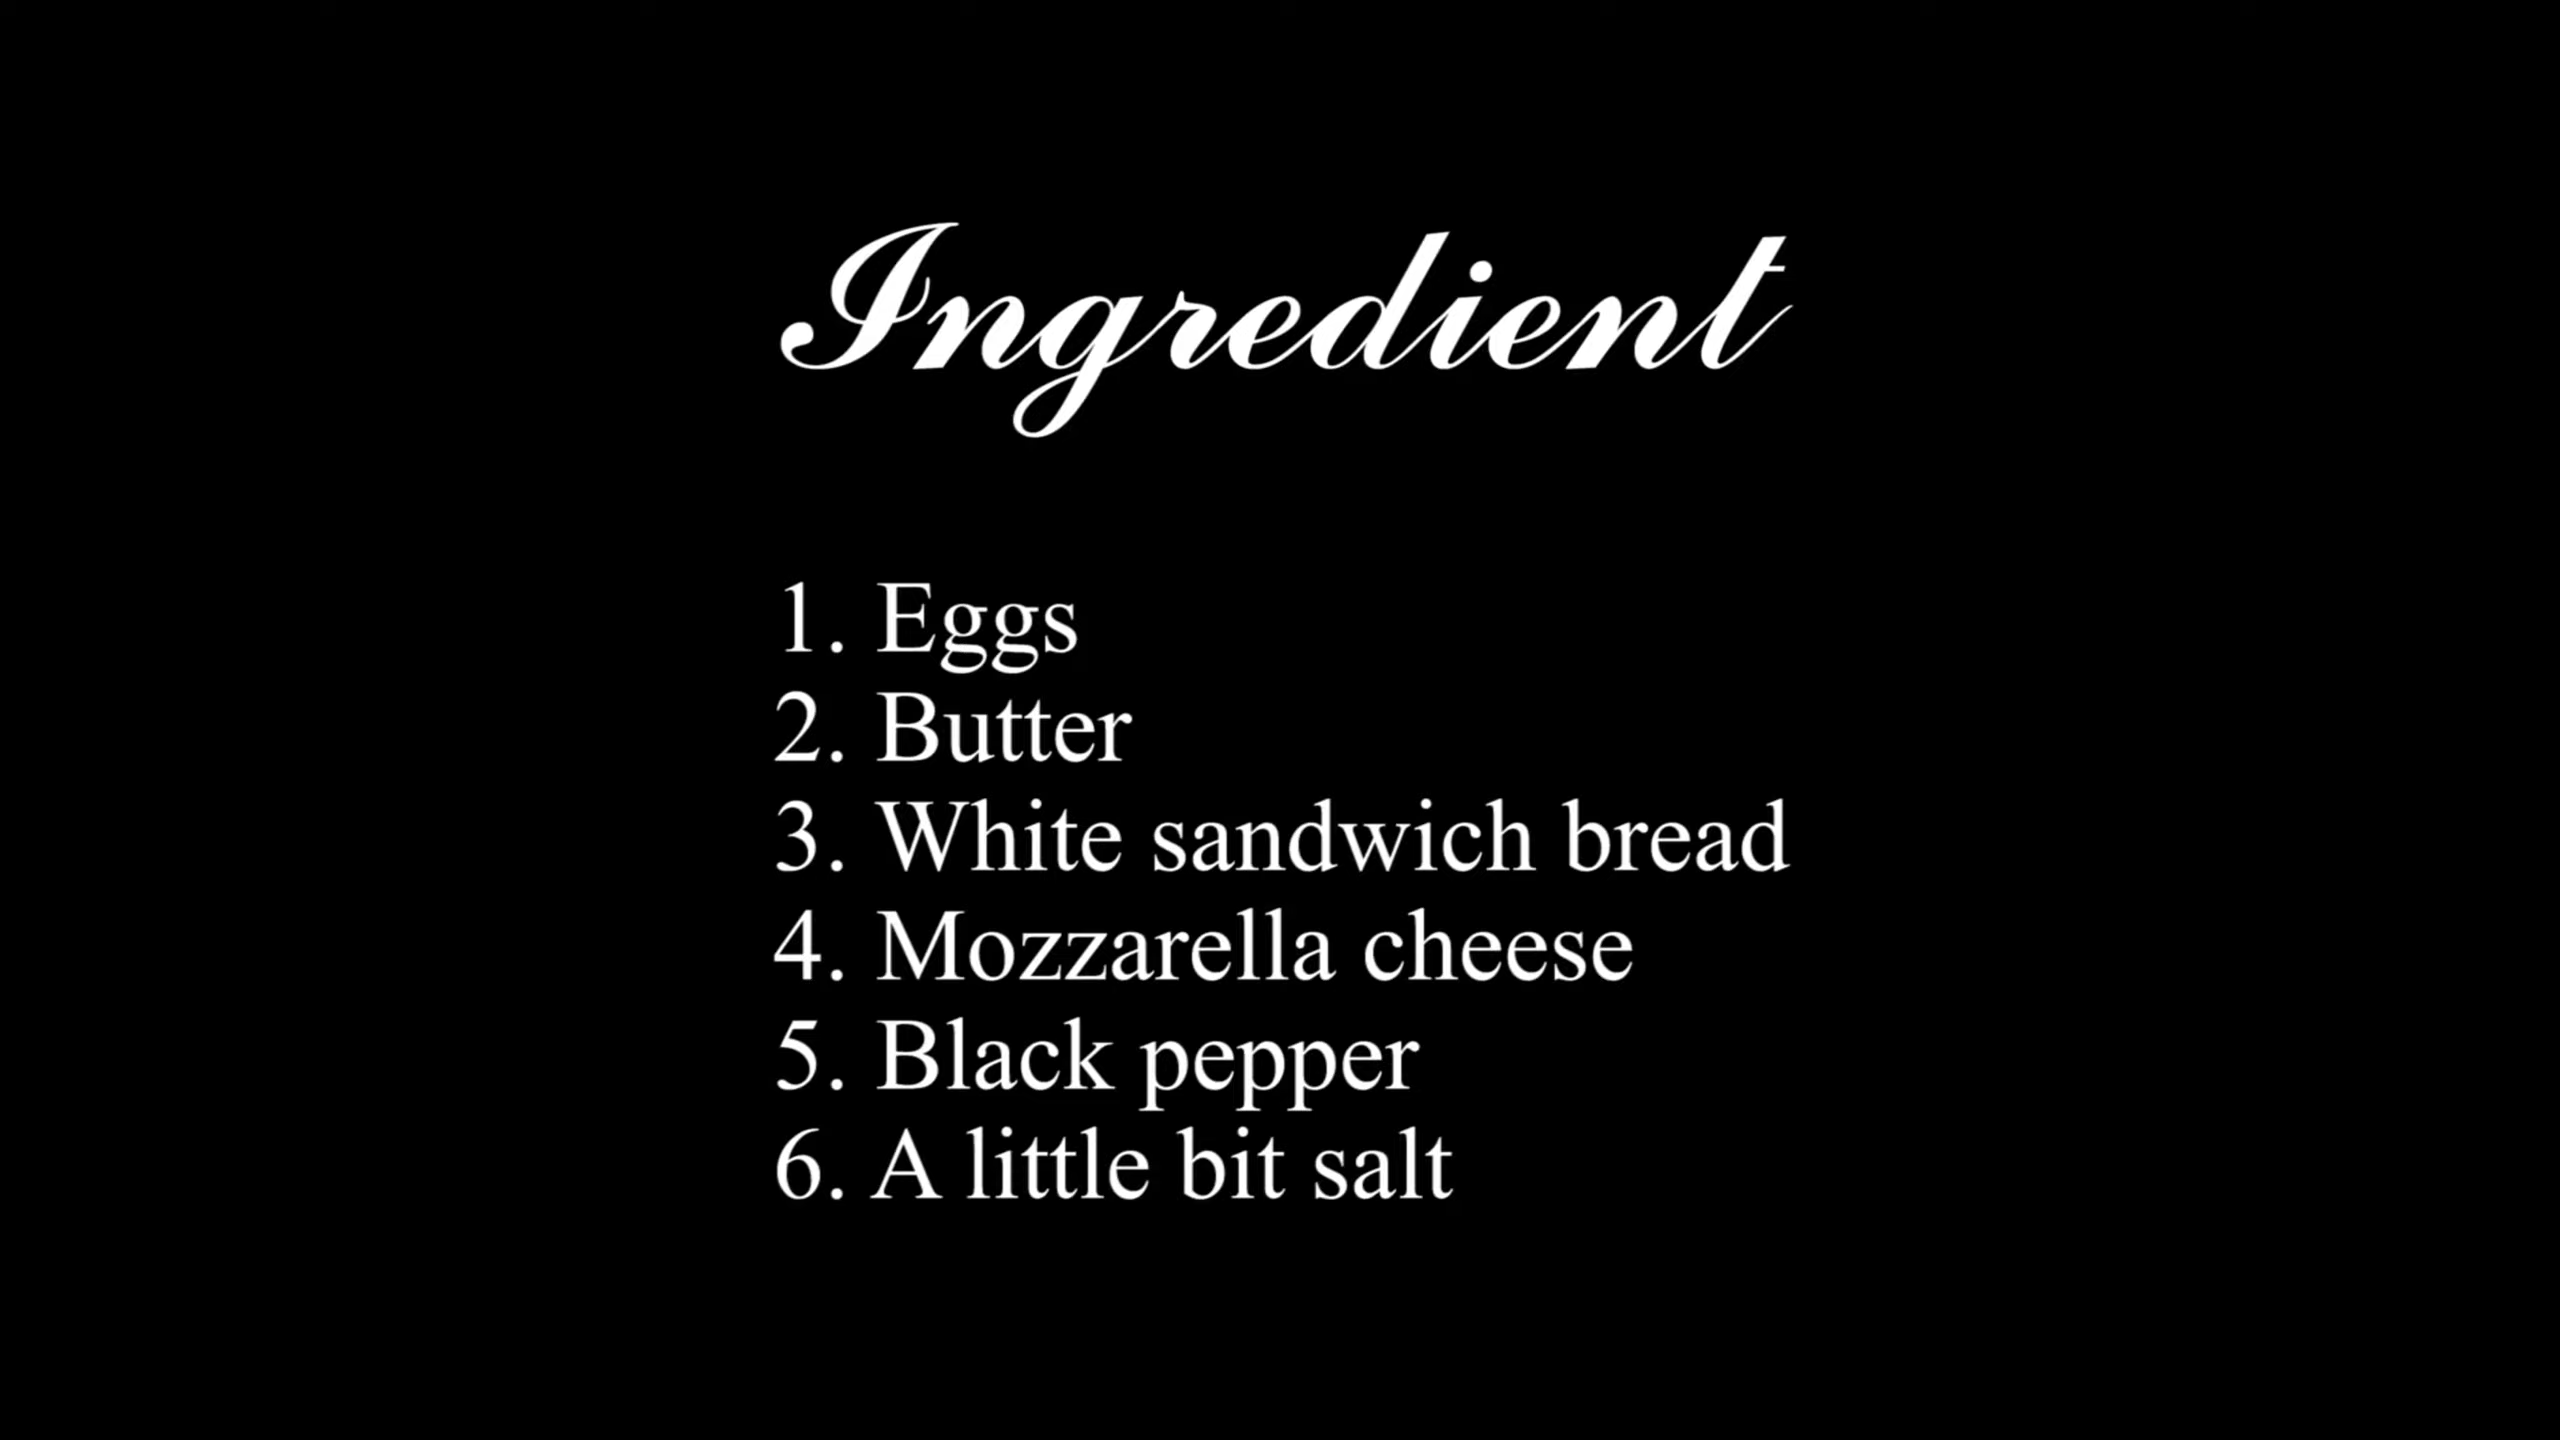 Ingredient
1. Eggs
2. Butter
3. White sandwich bread
4. Mozzarella cheese
5. Black pepper
6. A little bit salt